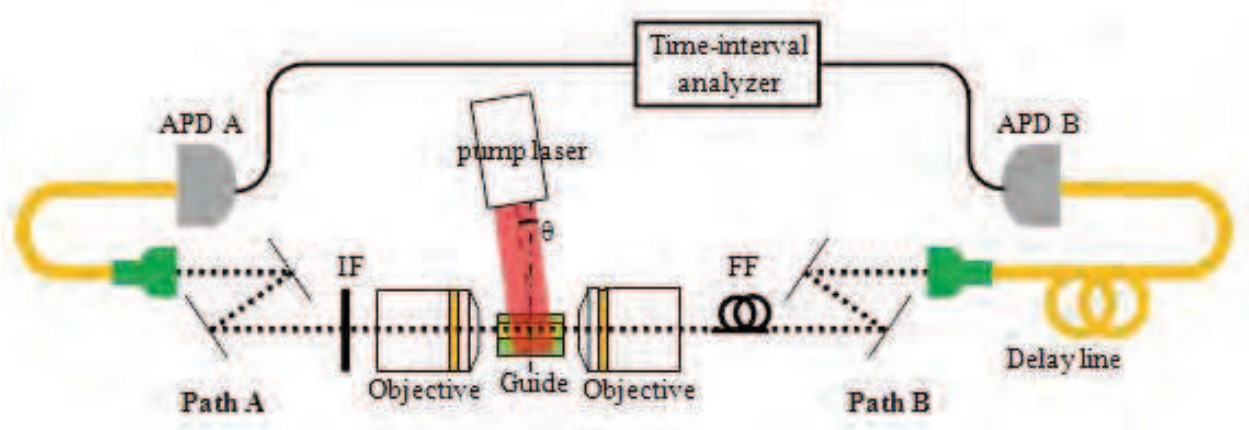 Time-interval
analyzer
APD A
APD B
pump laser
θ
IF
FF
Objective
Guide
Objective
Delay line
Path A
Path B